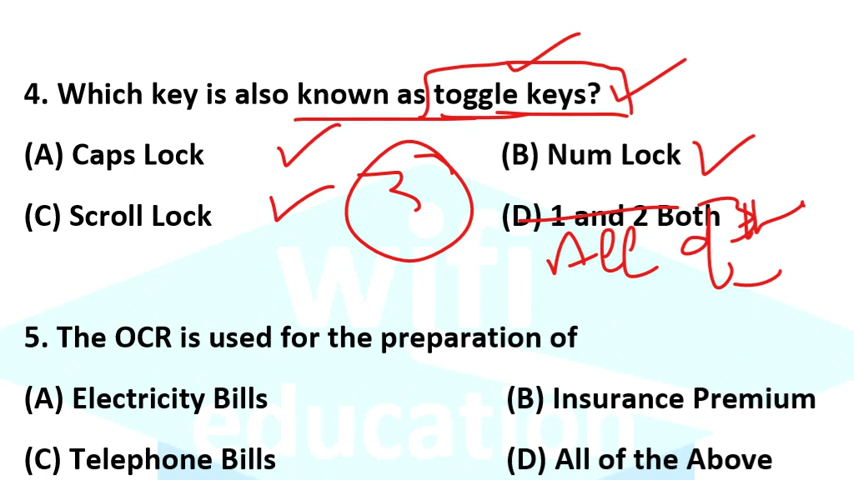 4. Which key is also known as toggle keys?
(A) Caps Lock (B) Num Lock
3
(C) Scroll Lock (D) 1 and 2 Both
All of
wifi
5. The OCR is used for the preparation of
(A) Electricity Bills (B) Insurance Premium
education
(C) Telephone Bills (D) All of the Above